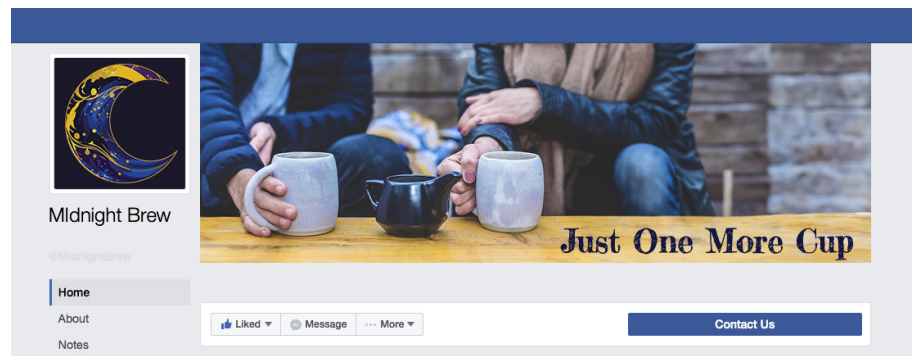 MIdnight Brew
@MidnightBrew
Just One More Cup
Home
About
Notes
Liked
Message
More
Contact Us